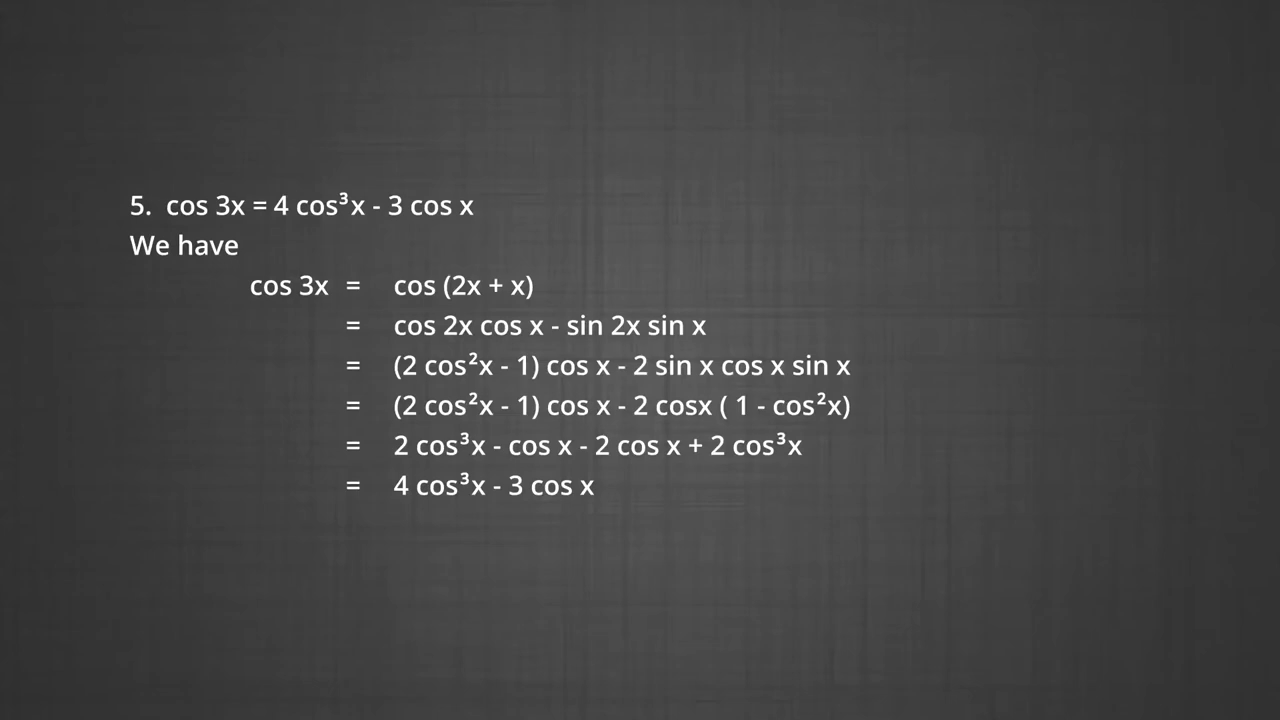 5. cos 3x = 4 cos³x - 3 cos x
We have
cos 3x = cos (2x + x)
= cos 2x cos x - sin 2x sin x
= (2 cos²x - 1) cos x - 2 sin x cos x sin x
= (2 cos²x - 1) cos x - 2 cosx ( 1 - cos²x)
= 2 cos³x - cos x - 2 cos x + 2 cos³x
= 4 cos³x - 3 cos x